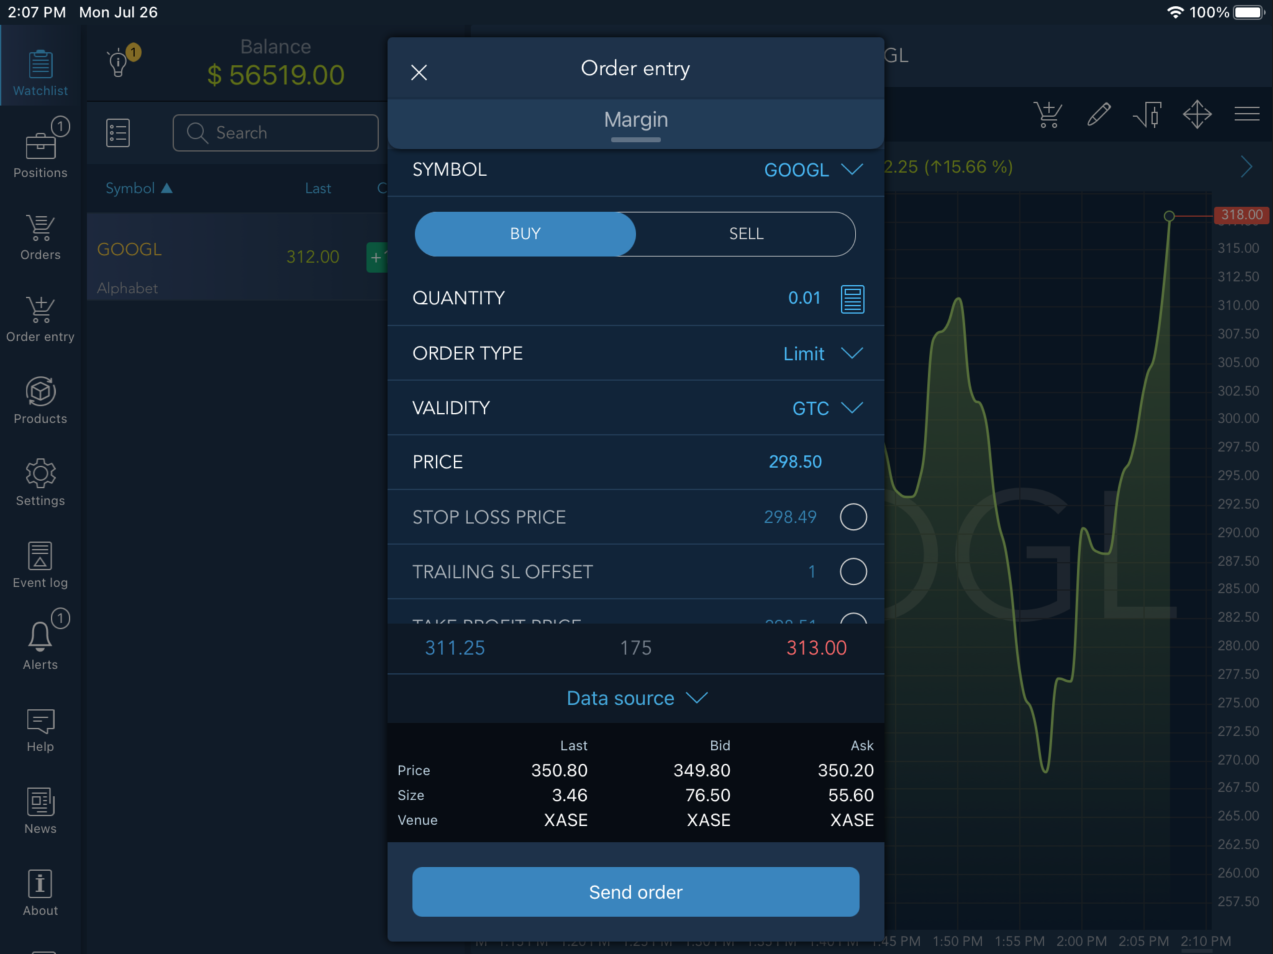 2:07 PM Mon Jul 26
100%
Watchlist
1
Positions
Orders
Order entry
Products
Settings
Event log
1
Alerts
Help
News
About
1
Balance
$ 56519.00
Search
Symbol ▲ Last C
GOOGL
312.00
Alphabet
Order entry
Margin
SYMBOL GOOGL
BUY SELL
QUANTITY 0.01
ORDER TYPE Limit
VALIDITY GTC
PRICE 298.50
STOP LOSS PRICE 298.49
TRAILING SL OFFSET 1
TAKE PROFIT PRICE 298.51
311.25 175 313.00
Data source
Last Bid Ask
Price 350.80 349.80 350.20
Size 3.46 76.50 55.60
Venue XASE XASE XASE
Send order
GL
2.25 (↑15.66 %)
318.00
315.00
312.50
310.00
307.50
305.00
302.50
300.00
297.50
295.00
292.50
290.00
287.50
285.00
282.50
280.00
277.50
275.00
272.50
270.00
267.50
265.00
262.50
260.00
257.50
OGL
1:45 PM 1:50 PM 1:55 PM 2:00 PM 2:05 PM 2:10 PM